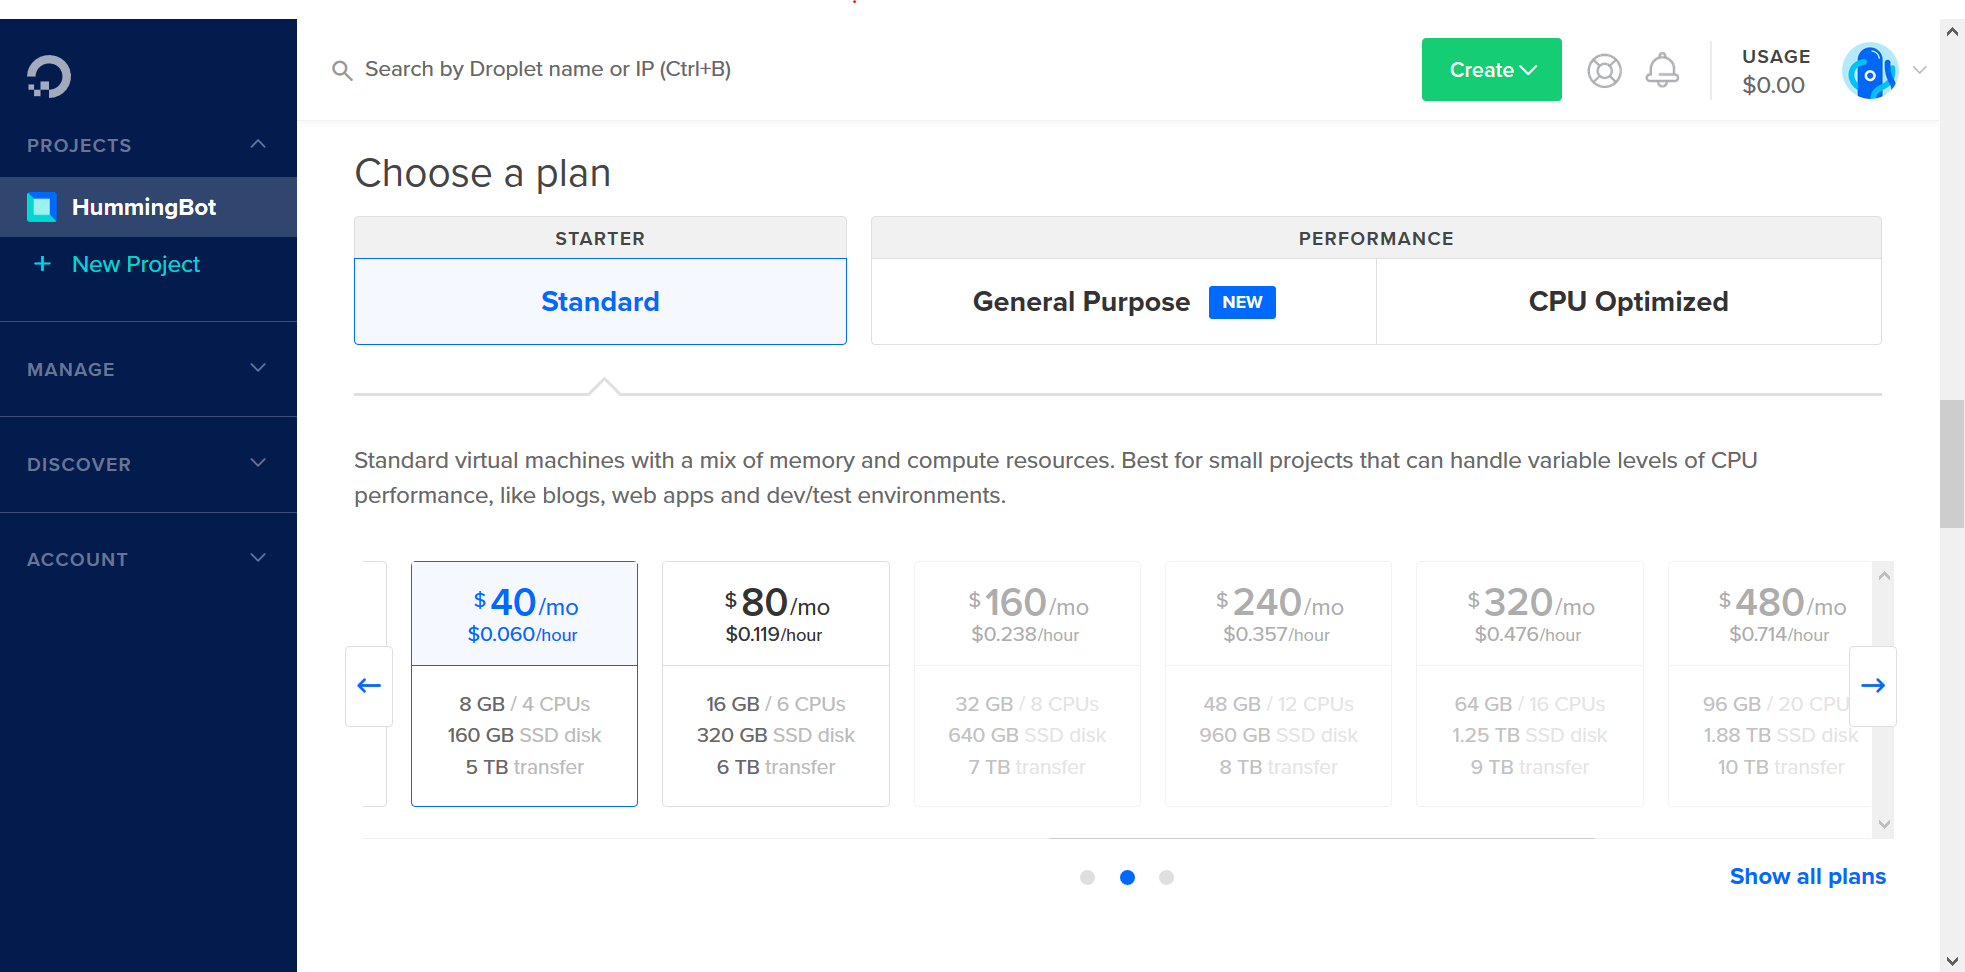 Search by Droplet name or IP (Ctrl+B)
Create
USAGE
$0.00
PROJECTS
HummingBot
+ New Project
MANAGE
DISCOVER
ACCOUNT
Choose a plan
STARTER
Standard
PERFORMANCE
General Purpose NEW
CPU Optimized
Standard virtual machines with a mix of memory and compute resources. Best for small projects that can handle variable levels of CPU
performance, like blogs, web apps and dev/test environments.
$ 40/mo
$0.060/hour
8 GB / 4 CPUs
160 GB SSD disk
5 TB transfer
$ 80/mo
$0.119/hour
16 GB / 6 CPUs
320 GB SSD disk
6 TB transfer
$ 160/mo
$0.238/hour
32 GB / 8 CPUs
640 GB SSD disk
7 TB transfer
$ 240/mo
$0.357/hour
48 GB / 12 CPUs
960 GB SSD disk
8 TB transfer
$ 320/mo
$0.476/hour
64 GB / 16 CPUs
1.25 TB SSD disk
9 TB transfer
$ 480/mo
$0.714/hour
96 GB / 20 CPU
1.88 TB SSD disk
10 TB transfer
← →
Show all plans